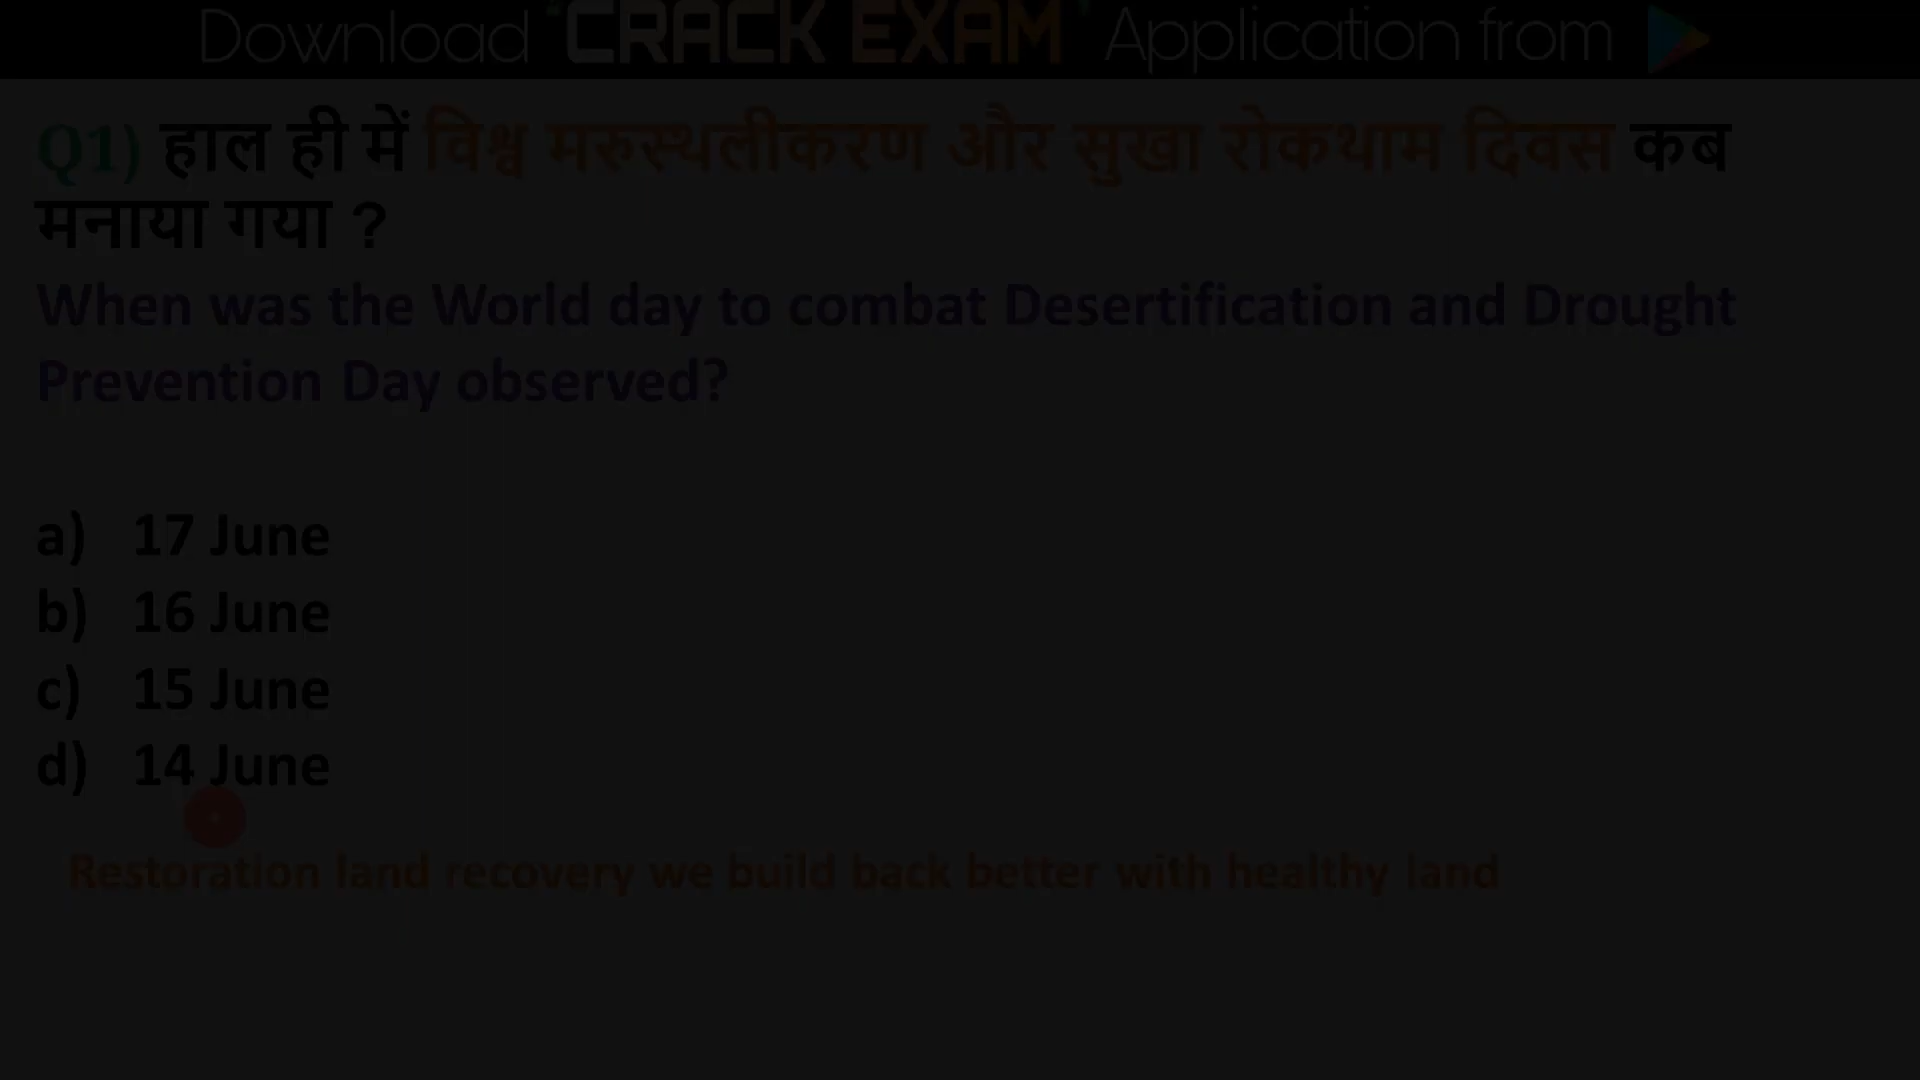 Download 'CRACK EXAM' Application from
Q1) हाल ही में विश्व मरुस्थलीकरण और सुखा रोकथाम दिवस कब
मनाया गया ?
When was the World day to combat Desertification and Drought
Prevention Day observed?
a) 17 June
b) 16 June
c) 15 June
d) 14 June
Restoration land recovery we build back better with healthy land